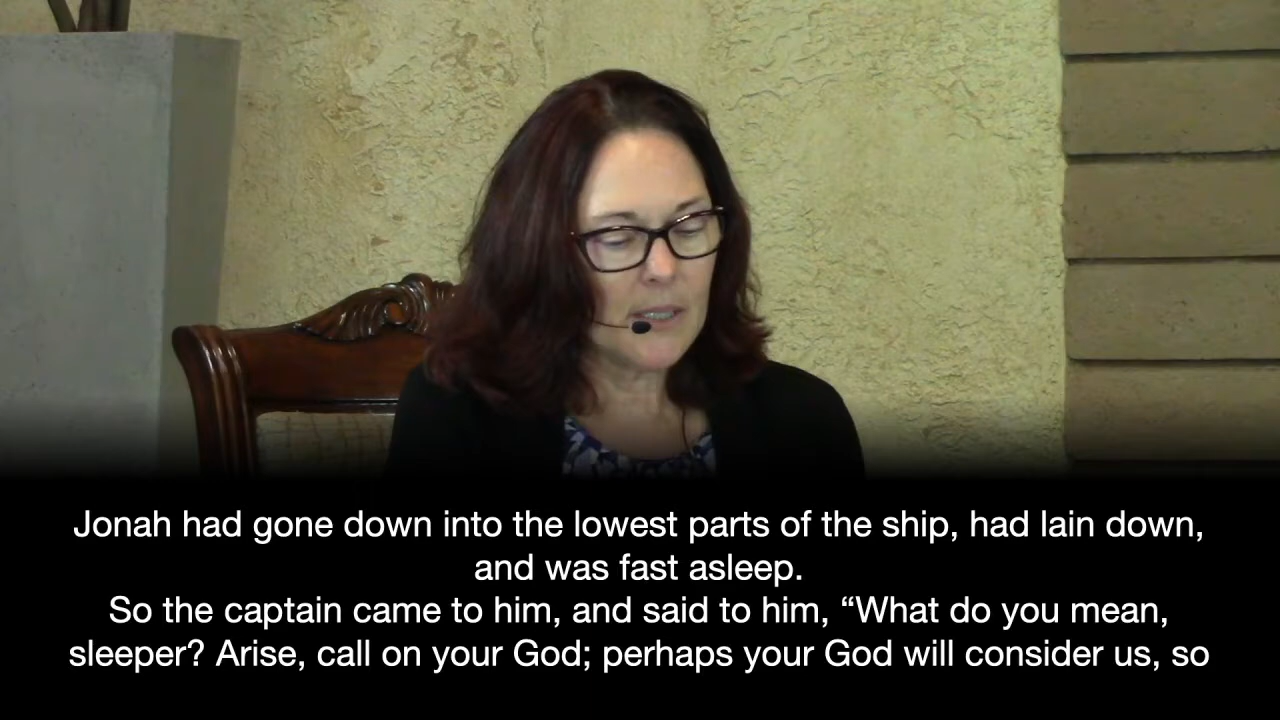 Jonah had gone down into the lowest parts of the ship, had lain down,
and was fast asleep.
So the captain came to him, and said to him, “What do you mean,
sleeper? Arise, call on your God; perhaps your God will consider us, so